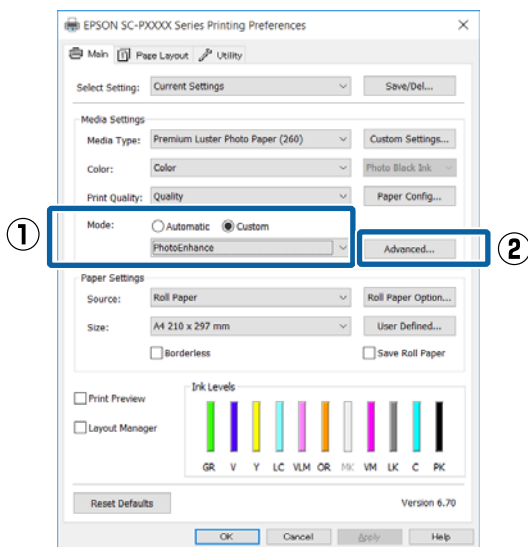 EPSON SC-PXXXX Series Printing Preferences
Main Page Layout Utility
Select Setting: Current Settings Save/Del...
Media Settings
Media Type: Premium Luster Photo Paper (260) Custom Settings...
Color: Color Photo Black Ink
Print Quality: Quality Paper Config...
① Mode: Automatic Custom
PhotoEnhance Advanced... ②
Paper Settings
Source: Roll Paper Roll Paper Option...
Size: A4 210 x 297 mm User Defined...
Borderless Save Roll Paper
Print Preview Ink Levels
Layout Manager
GR V Y LC VLM OR MK VM LK C PK
Reset Defaults Version 6.70
OK Cancel Apply Help